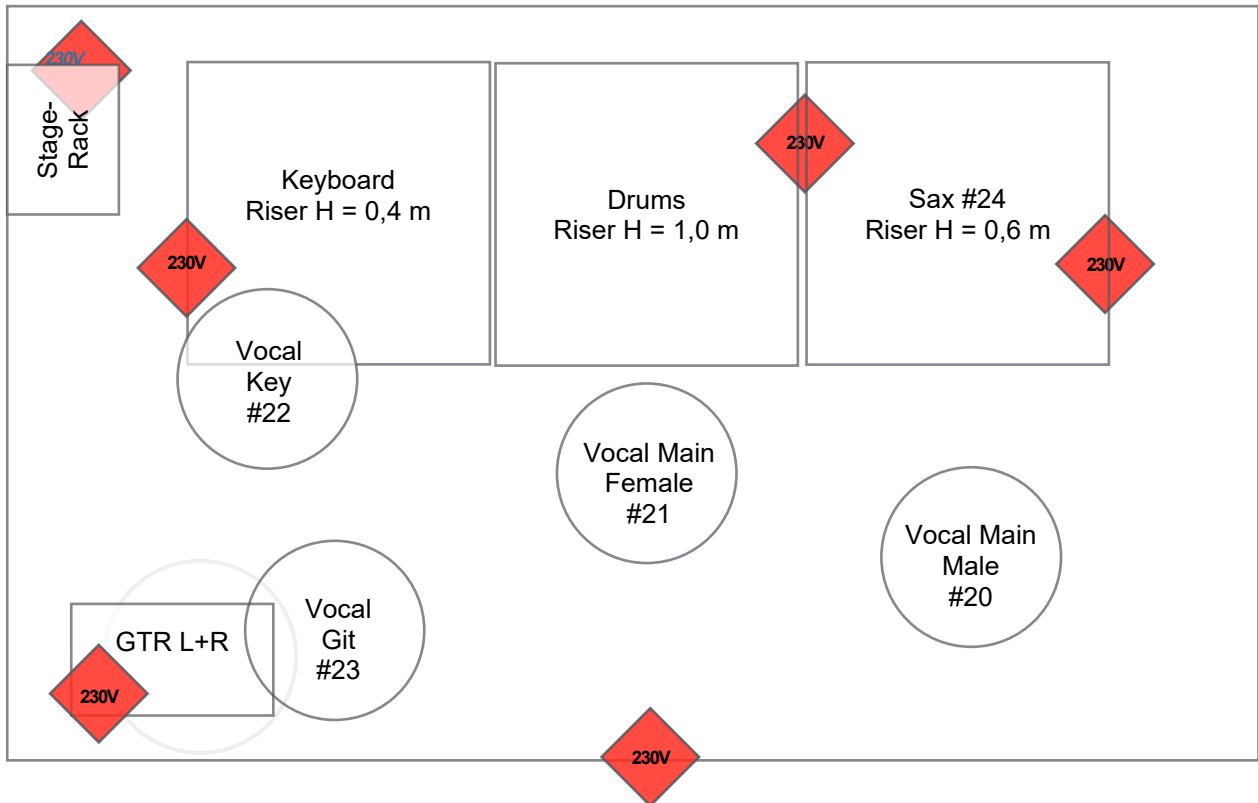 230V
Stage-
Rack
Keyboard
Riser H = 0,4 m
Drums
Riser H = 1,0 m
230V
Sax #24
Riser H = 0,6 m
230V
230V
Vocal
Key
#22
Vocal Main
Female
#21
Vocal Main
Male
#20
GTR L+R
230V
Vocal
Git
#23
230V